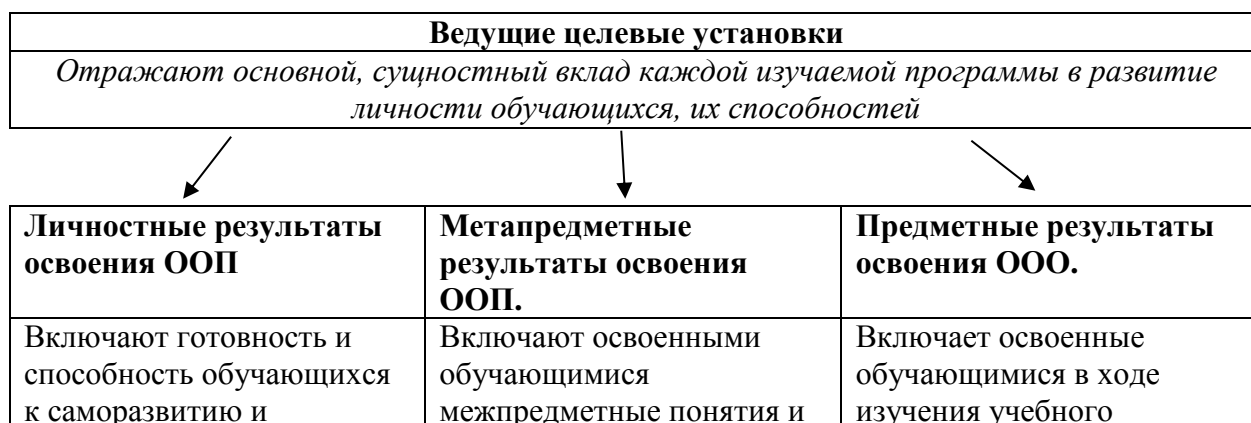 Ведущие целевые установки
Отражают основной, сущностный вклад каждой изучаемой программы в развитие
личности обучающихся, их способностей
Личностные результаты
освоения ООП
Метапредметные
результаты освоения
ООП.
Предметные результаты
освоения ООО.
Включают готовность и
способность обучающихся
к саморазвитию и
Включают освоенными
обучающимися
межпредметные понятия и
Включает освоенные
обучающимися в ходе
изучения учебного